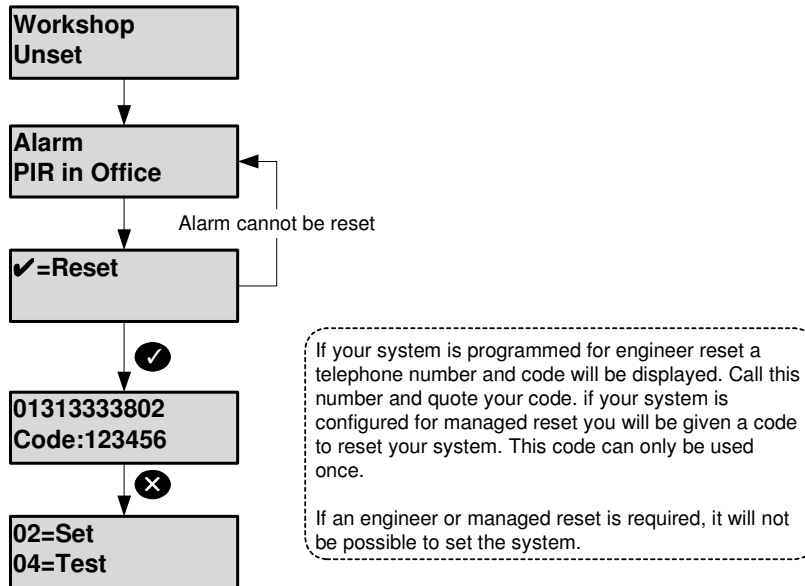 Workshop
Unset
Alarm
PIR in Office
Alarm cannot be reset
✔=Reset
01313333802
Code:123456
02=Set
04=Test
If your system is programmed for engineer reset a
telephone number and code will be displayed. Call this
number and quote your code. if your system is
configured for managed reset you will be given a code
to reset your system. This code can only be used
once.
If an engineer or managed reset is required, it will not
be possible to set the system.